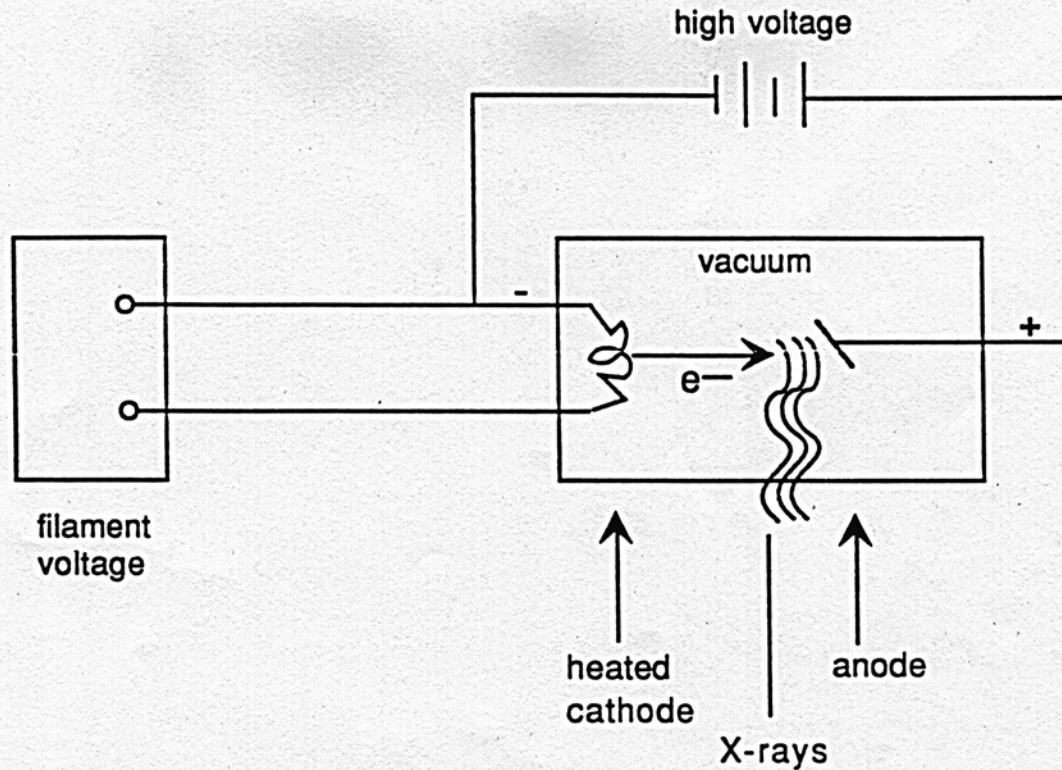 high voltage
vacuum
-
+
e—
filament
voltage
heated
cathode
anode
X-rays